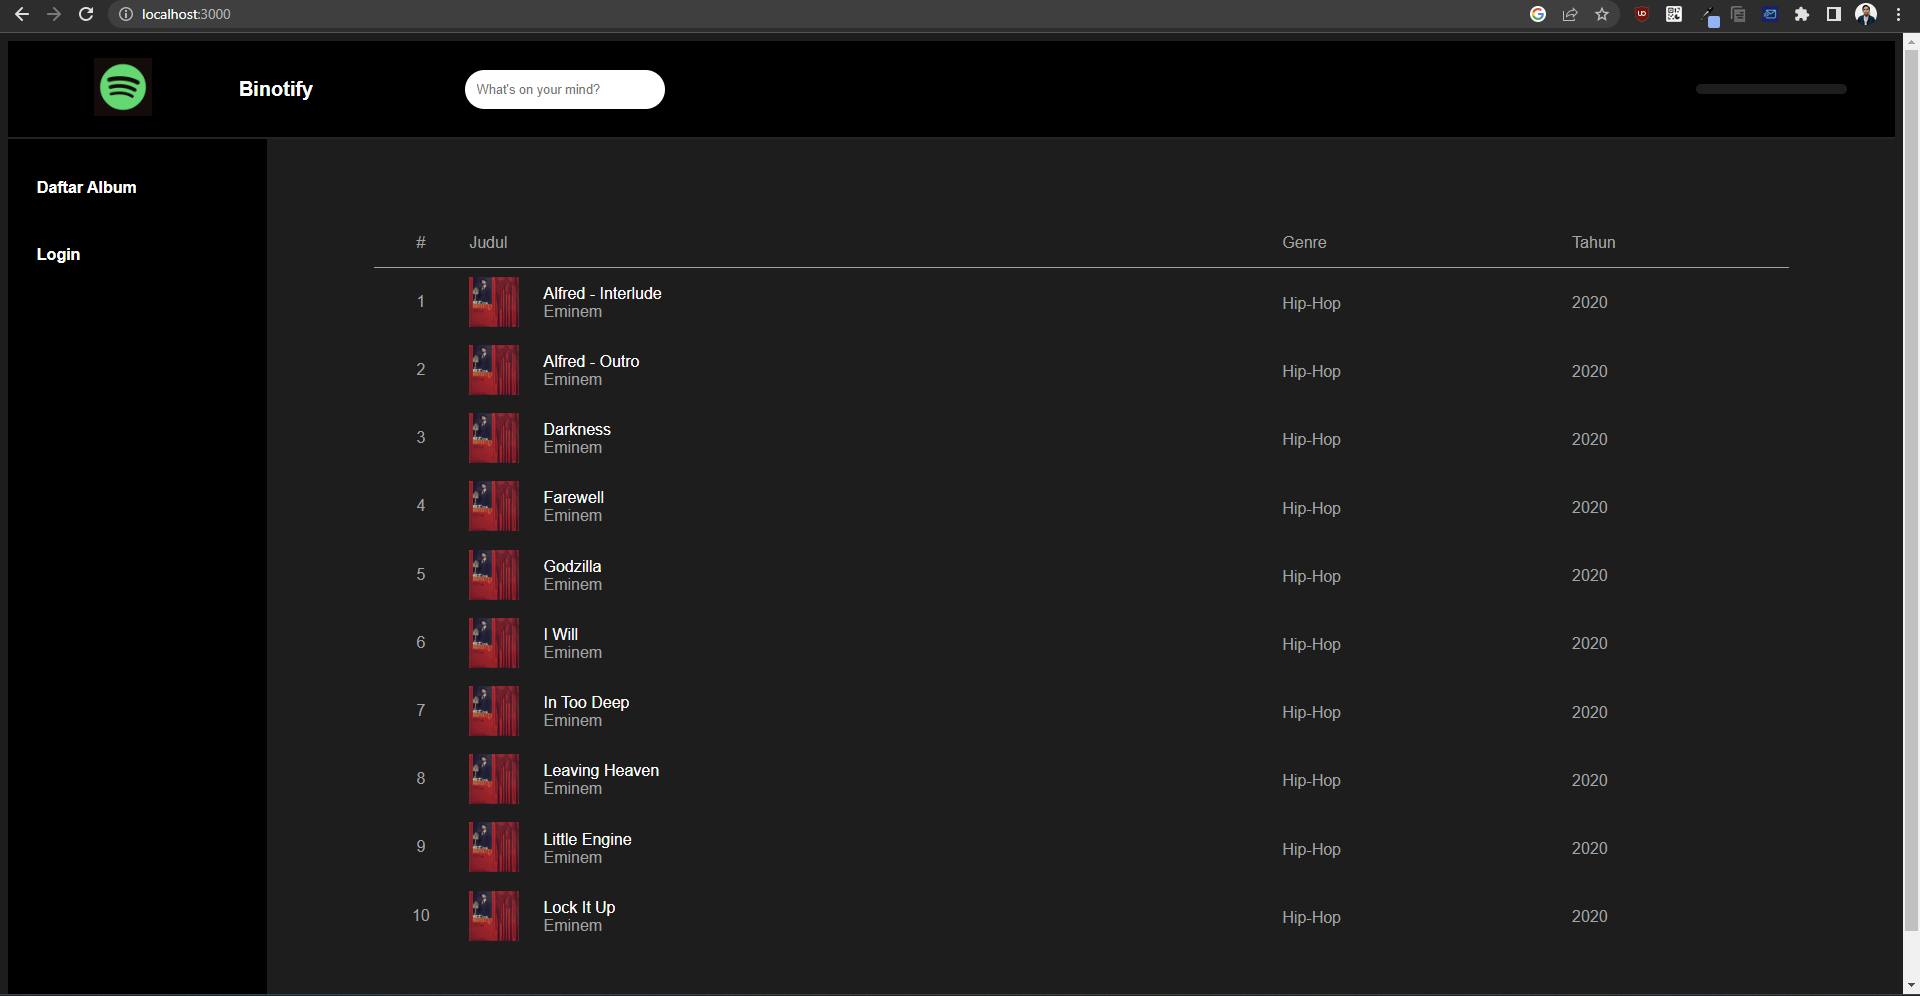 localhost:3000
Binotify
What's on your mind?
Daftar Album
Login
# Judul Genre Tahun
1 Alfred - Interlude Hip-Hop 2020
Eminem
2 Alfred - Outro Hip-Hop 2020
Eminem
3 Darkness Hip-Hop 2020
Eminem
4 Farewell Hip-Hop 2020
Eminem
5 Godzilla Hip-Hop 2020
Eminem
6 I Will Hip-Hop 2020
Eminem
7 In Too Deep Hip-Hop 2020
Eminem
8 Leaving Heaven Hip-Hop 2020
Eminem
9 Little Engine Hip-Hop 2020
Eminem
10 Lock It Up Hip-Hop 2020
Eminem